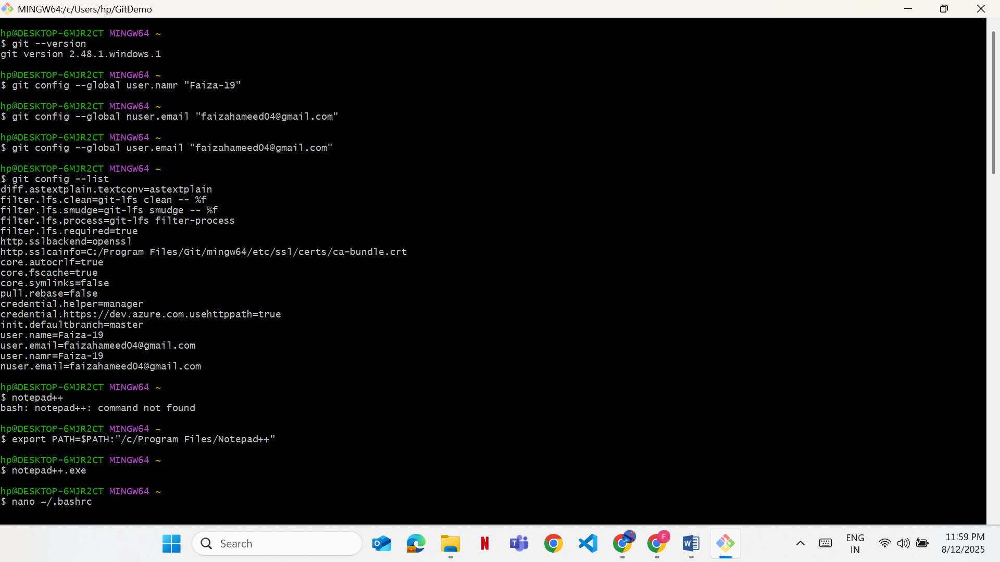 MINGW64:/c/Users/hp/GitDemo
hp@DESKTOP-6MJR2CT MINGW64 ~
$ git --version
git version 2.48.1.windows.1
hp@DESKTOP-6MJR2CT MINGW64 ~
$ git config --global user.namr "Faiza-19"
hp@DESKTOP-6MJR2CT MINGW64 ~
$ git config --global nuser.email "faizahameed04@gmail.com"
hp@DESKTOP-6MJR2CT MINGW64 ~
$ git config --global user.email "faizahameed04@gmail.com"
hp@DESKTOP-6MJR2CT MINGW64 ~
$ git config --list
diff.astextplain.textconv=astextplain
filter.lfs.clean=git-lfs clean -- %f
filter.lfs.smudge=git-lfs smudge -- %f
filter.lfs.process=git-lfs filter-process
filter.lfs.required=true
http.sslbackend=openssl
http.sslcainfo=C:/Program Files/Git/mingw64/etc/ssl/certs/ca-bundle.crt
core.autocrlf=true
core.fscache=true
core.symlinks=false
pull.rebase=false
credential.helper=manager
credential.https://dev.azure.com.usehttppath=true
init.defaultbranch=master
user.name=Faiza-19
user.email=faizahameed04@gmail.com
user.namr=Faiza-19
nuser.email=faizahameed04@gmail.com
hp@DESKTOP-6MJR2CT MINGW64 ~
$ notepad++
bash: notepad++: command not found
hp@DESKTOP-6MJR2CT MINGW64 ~
$ export PATH=$PATH:"/c/Program Files/Notepad++"
hp@DESKTOP-6MJR2CT MINGW64 ~
$ notepad++.exe
hp@DESKTOP-6MJR2CT MINGW64 ~
$ nano ~/.bashrc
Search
ENG
IN
11:59 PM
8/12/2025